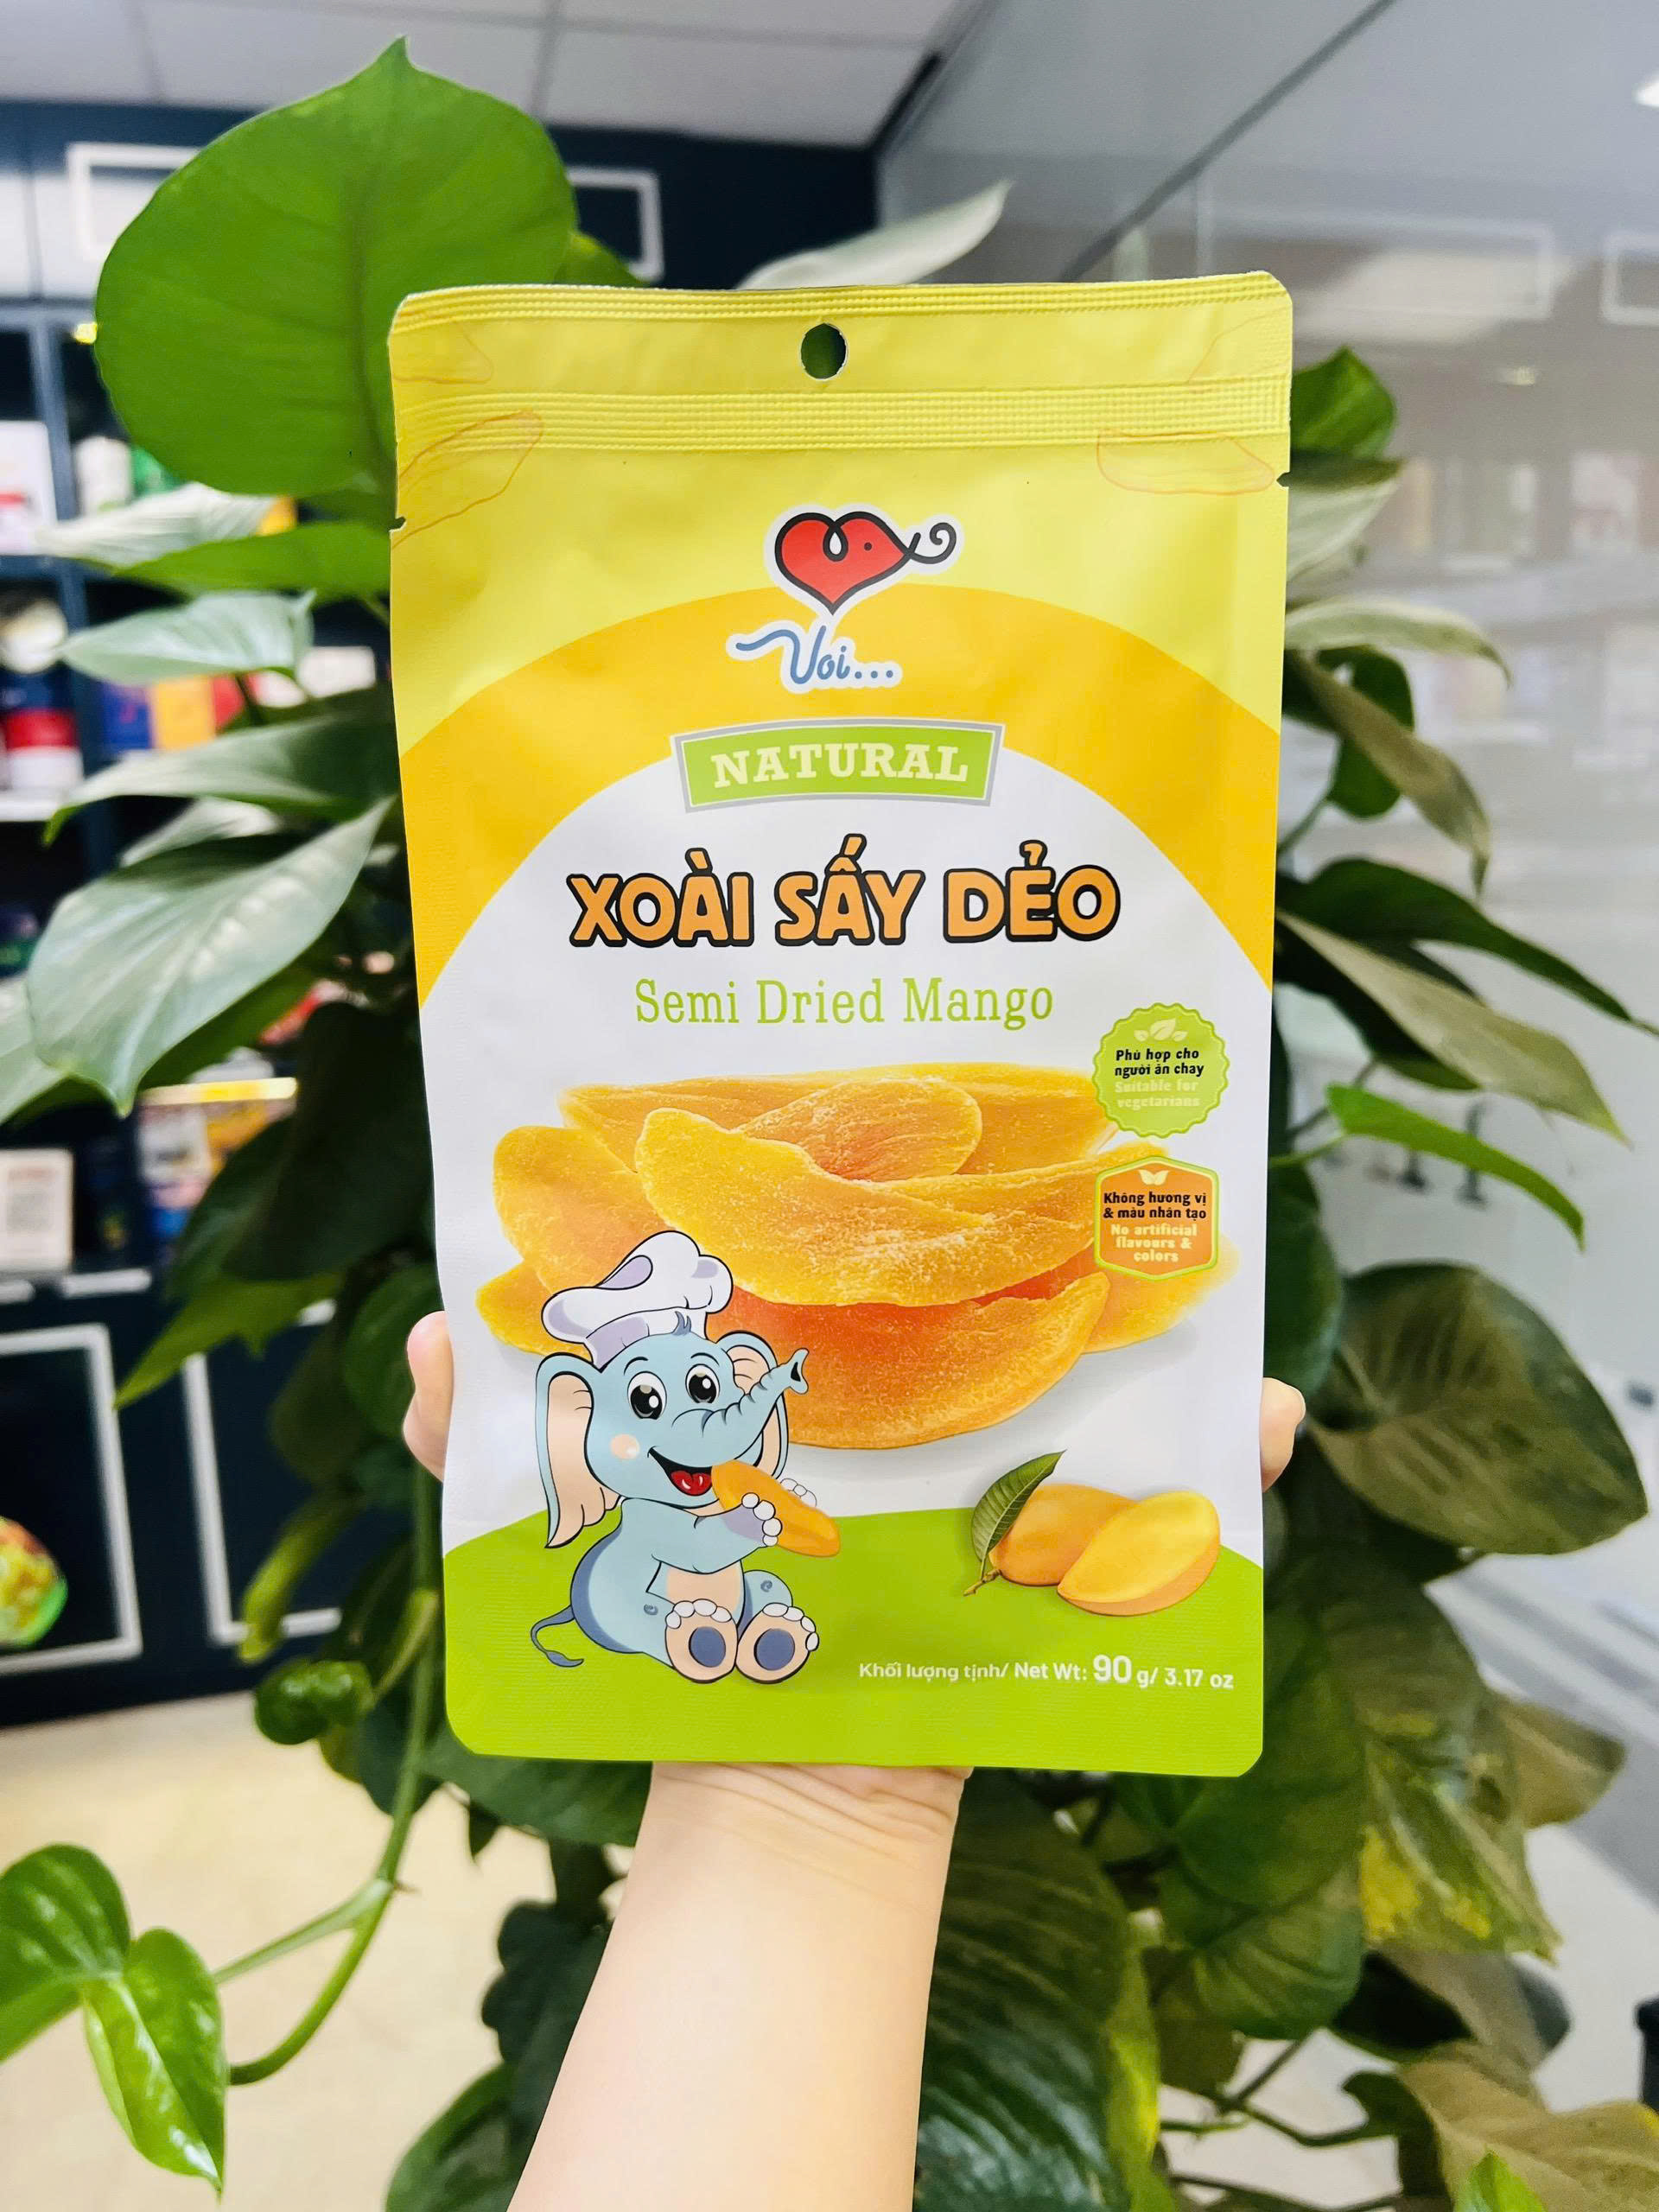 Voi...
NATURAL
XOÀI SẤY DẺO
Semi Dried Mango
Phù hợp cho
người ăn chay
Suitable for
vegetarians
Không hương vị
& màu nhân tạo
No artificial
flavours &
colors
Khối lượng tịnh/ Net Wt: 90 g/ 3.17 oz